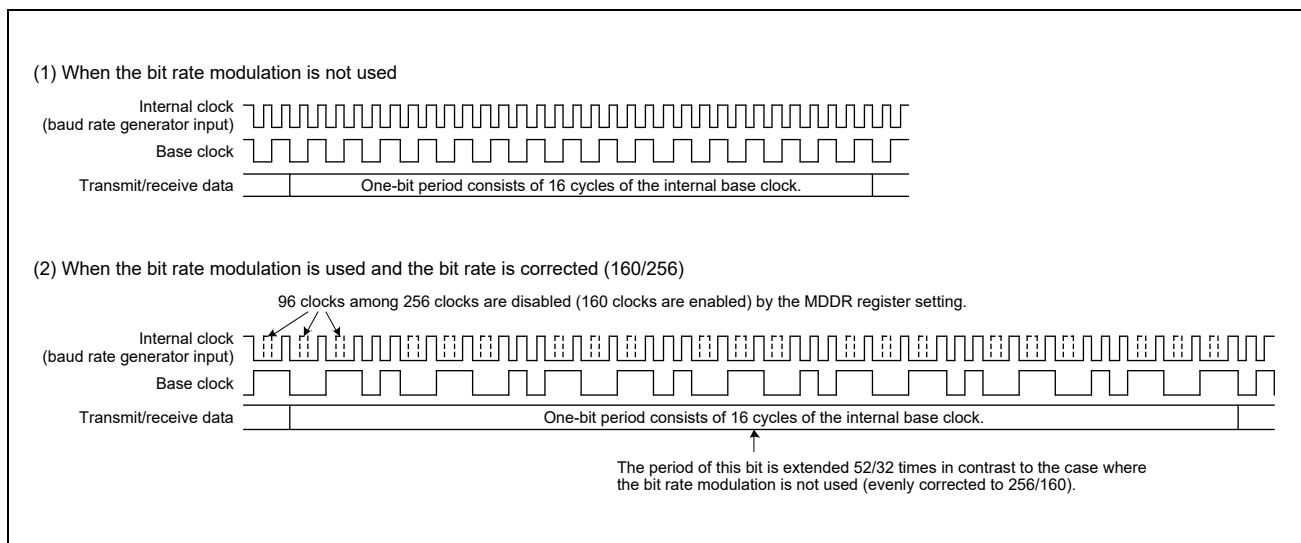 (1) When the bit rate modulation is not used
Internal clock
(baud rate generator input)
Base clock
Transmit/receive data
One-bit period consists of 16 cycles of the internal base clock.
(2) When the bit rate modulation is used and the bit rate is corrected (160/256)
96 clocks among 256 clocks are disabled (160 clocks are enabled) by the MDDR register setting.
Internal clock
(baud rate generator input)
Base clock
Transmit/receive data
One-bit period consists of 16 cycles of the internal base clock.
The period of this bit is extended 52/32 times in contrast to the case where
the bit rate modulation is not used (evenly corrected to 256/160).